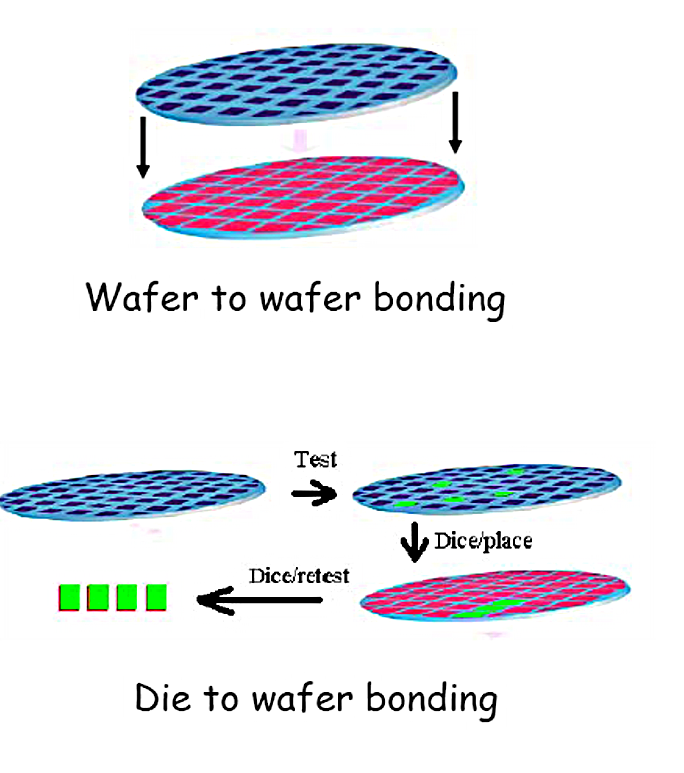 Wafer to wafer bonding
Test
Dice/place
Dice/retest
Die to wafer bonding